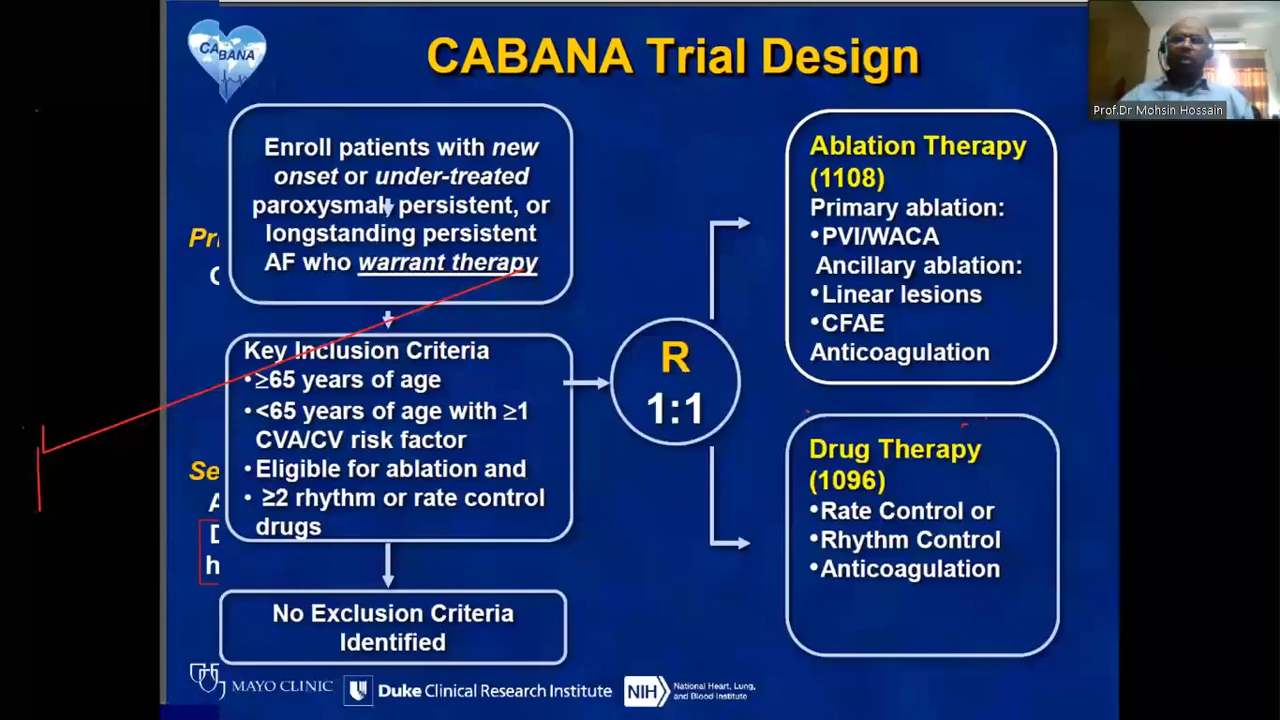 CABANA
CABANA Trial Design
Prof.Dr Mohsin Hossain
Enroll patients with new
onset or under-treated
paroxysmal, persistent, or
longstanding persistent
AF who warrant therapy
Key Inclusion Criteria
•≥65 years of age
•<65 years of age with ≥1
CVA/CV risk factor
•Eligible for ablation and
• ≥2 rhythm or rate control
drugs
No Exclusion Criteria
Identified
R
1:1
Ablation Therapy
(1108)
Primary ablation:
•PVI/WACA
Ancillary ablation:
•Linear lesions
•CFAE
Anticoagulation
Drug Therapy
(1096)
•Rate Control or
•Rhythm Control
•Anticoagulation
MAYO CLINIC
Duke Clinical Research Institute
NIH
National Heart, Lung,
and Blood Institute